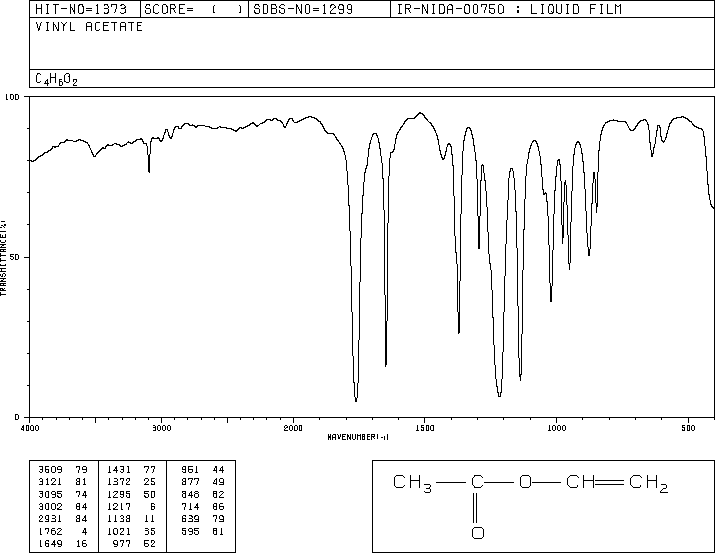 HIT-NO=1373 SCORE= ( ) SDBS-NO=1299 IR-NIDA-00750 : LIQUID FILM
VINYL ACETATE
C4H6O2
100
50
0
TRANSMITTANCE(%)
4000 3000 2000 1500 1000 500
WAVENUMBER(-1)
3509 79 1431 77 951 44
3121 81 1372 25 877 49
3095 74 1295 50 848 62
3002 84 1217 6 714 86
2931 84 1138 11 639 79
1762 4 1021 35 595 81
1649 16 977 52
CH3 C O CH CH2
O